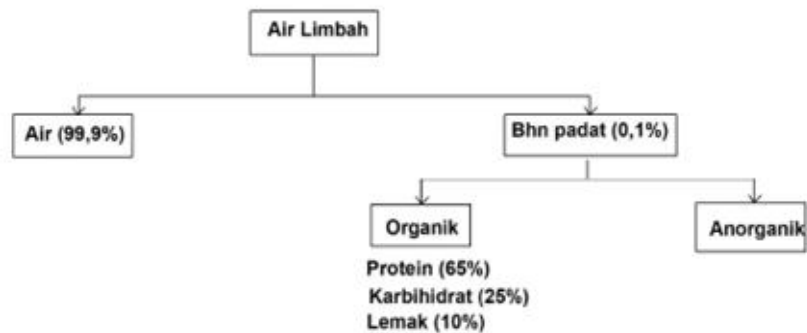 Air Limbah
Air (99,9%)
Bhn padat (0,1%)
Organik
Anorganik
Protein (65%)
Karbihidrat (25%)
Lemak (10%)